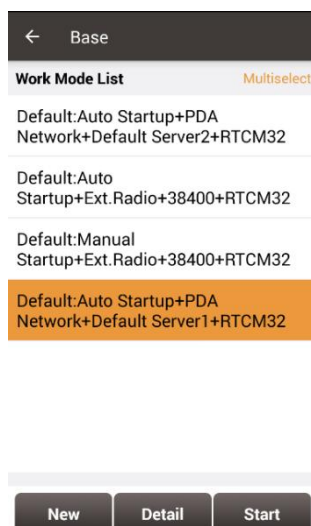 ← Base
Work Mode List Multiselect
Default:Auto Startup+PDA
Network+Default Server2+RTCM32
Default:Auto
Startup+Ext.Radio+38400+RTCM32
Default:Manual
Startup+Ext.Radio+38400+RTCM32
Default:Auto Startup+PDA
Network+Default Server1+RTCM32
New Detail Start